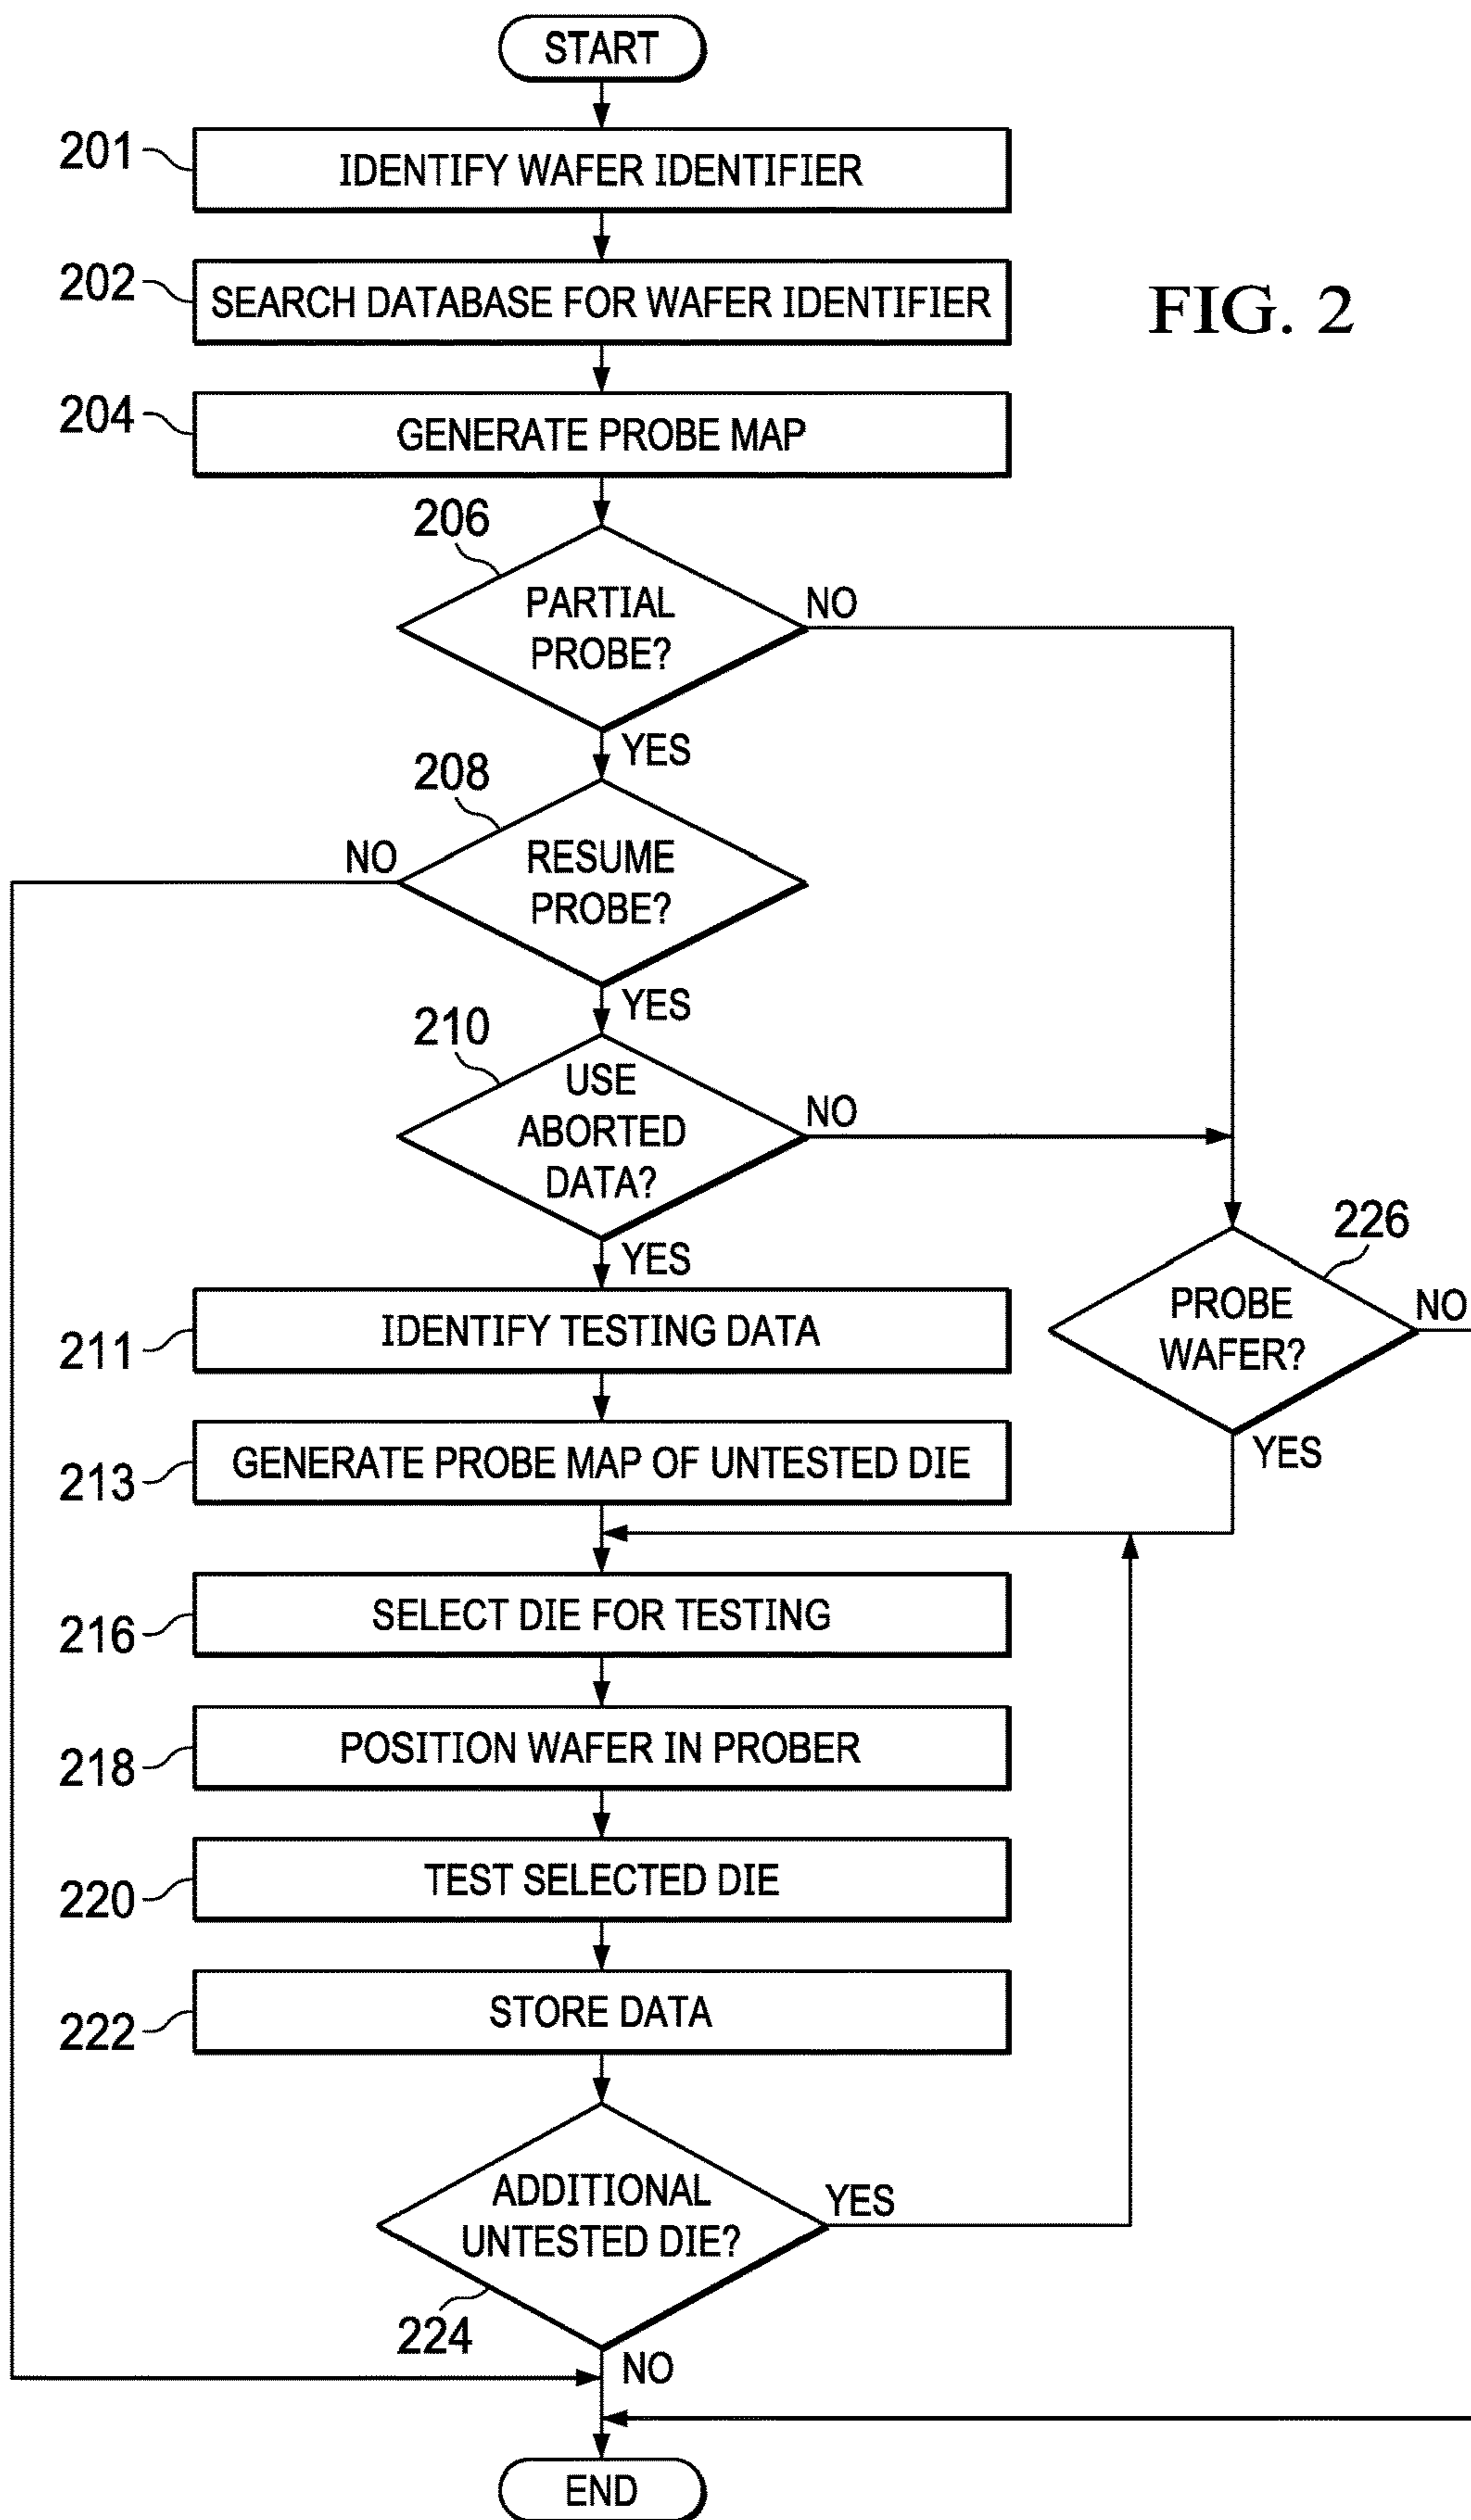 START
201
IDENTIFY WAFER IDENTIFIER
202
SEARCH DATABASE FOR WAFER IDENTIFIER
FIG. 2
204
GENERATE PROBE MAP
206
PARTIAL
PROBE?
NO
YES
208
NO
RESUME
PROBE?
YES
210
USE
ABORTED
DATA?
NO
YES
226
PROBE
WAFER?
NO
YES
211
IDENTIFY TESTING DATA
213
GENERATE PROBE MAP OF UNTESTED DIE
216
SELECT DIE FOR TESTING
218
POSITION WAFER IN PROBER
220
TEST SELECTED DIE
222
STORE DATA
ADDITIONAL
UNTESTED DIE?
YES
224
NO
END